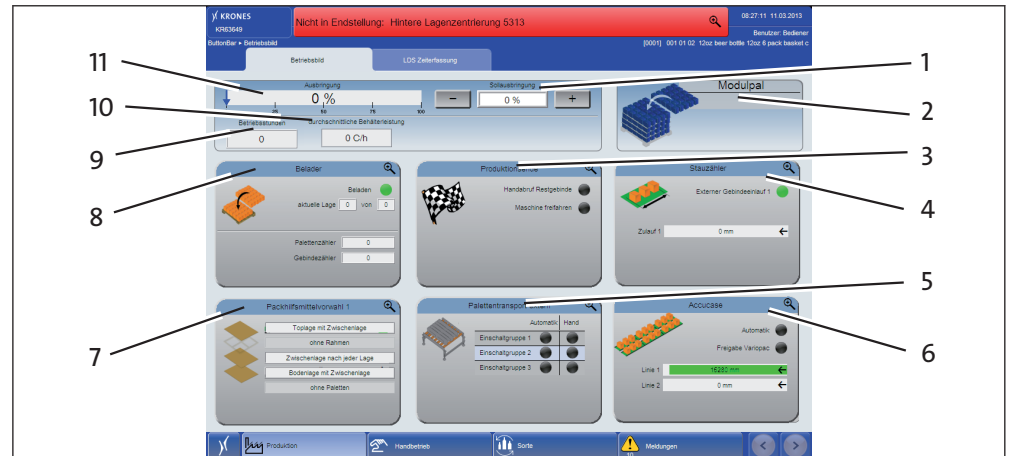 KRONES
KR63649
Nicht in Endstellung: Hintere Lagenzentrierung 5313
08:27:11 11.03.2013
Benutzer: Bediener
ButtonBar ▸ Betriebsbild
[0001] 001 01 02 12oz beer bottle 12oz 6 pack basket c
Betriebsbild
LDS Zeiterfassung
11
10
9
8
7
1
2
3
4
5
6
Ausbringung
0 %
25
50
75
100
Sollausbringung
−
0 %
+
Betriebsstunden
0
durchschnittliche Behälterleistung
0 C/h
Modulpal
Belader
Beladen
aktuelle Lage 0 von 0
Palettenzähler 0
Gebindezähler 0
Produktionsende
Handabruf Restgebinde
Maschine freifahren
Stauzähler
Externer Gebindeeinlauf 1
Zulauf 1 0 mm
Packhilfsmittelvorwahl 1
Toplage mit Zwischenlage
ohne Rahmen
Zwischenlage nach jeder Lage
Bodenlage mit Zwischenlage
ohne Paletten
Automatik Hand
Einschaltgruppe 1
Einschaltgruppe 2
Einschaltgruppe 3
Accucase
Automatik
Freigabe Variopac
Linie 1 15280 mm
Linie 2 0 mm
Produktion
Handbetrieb
Sorte
10
Meldungen